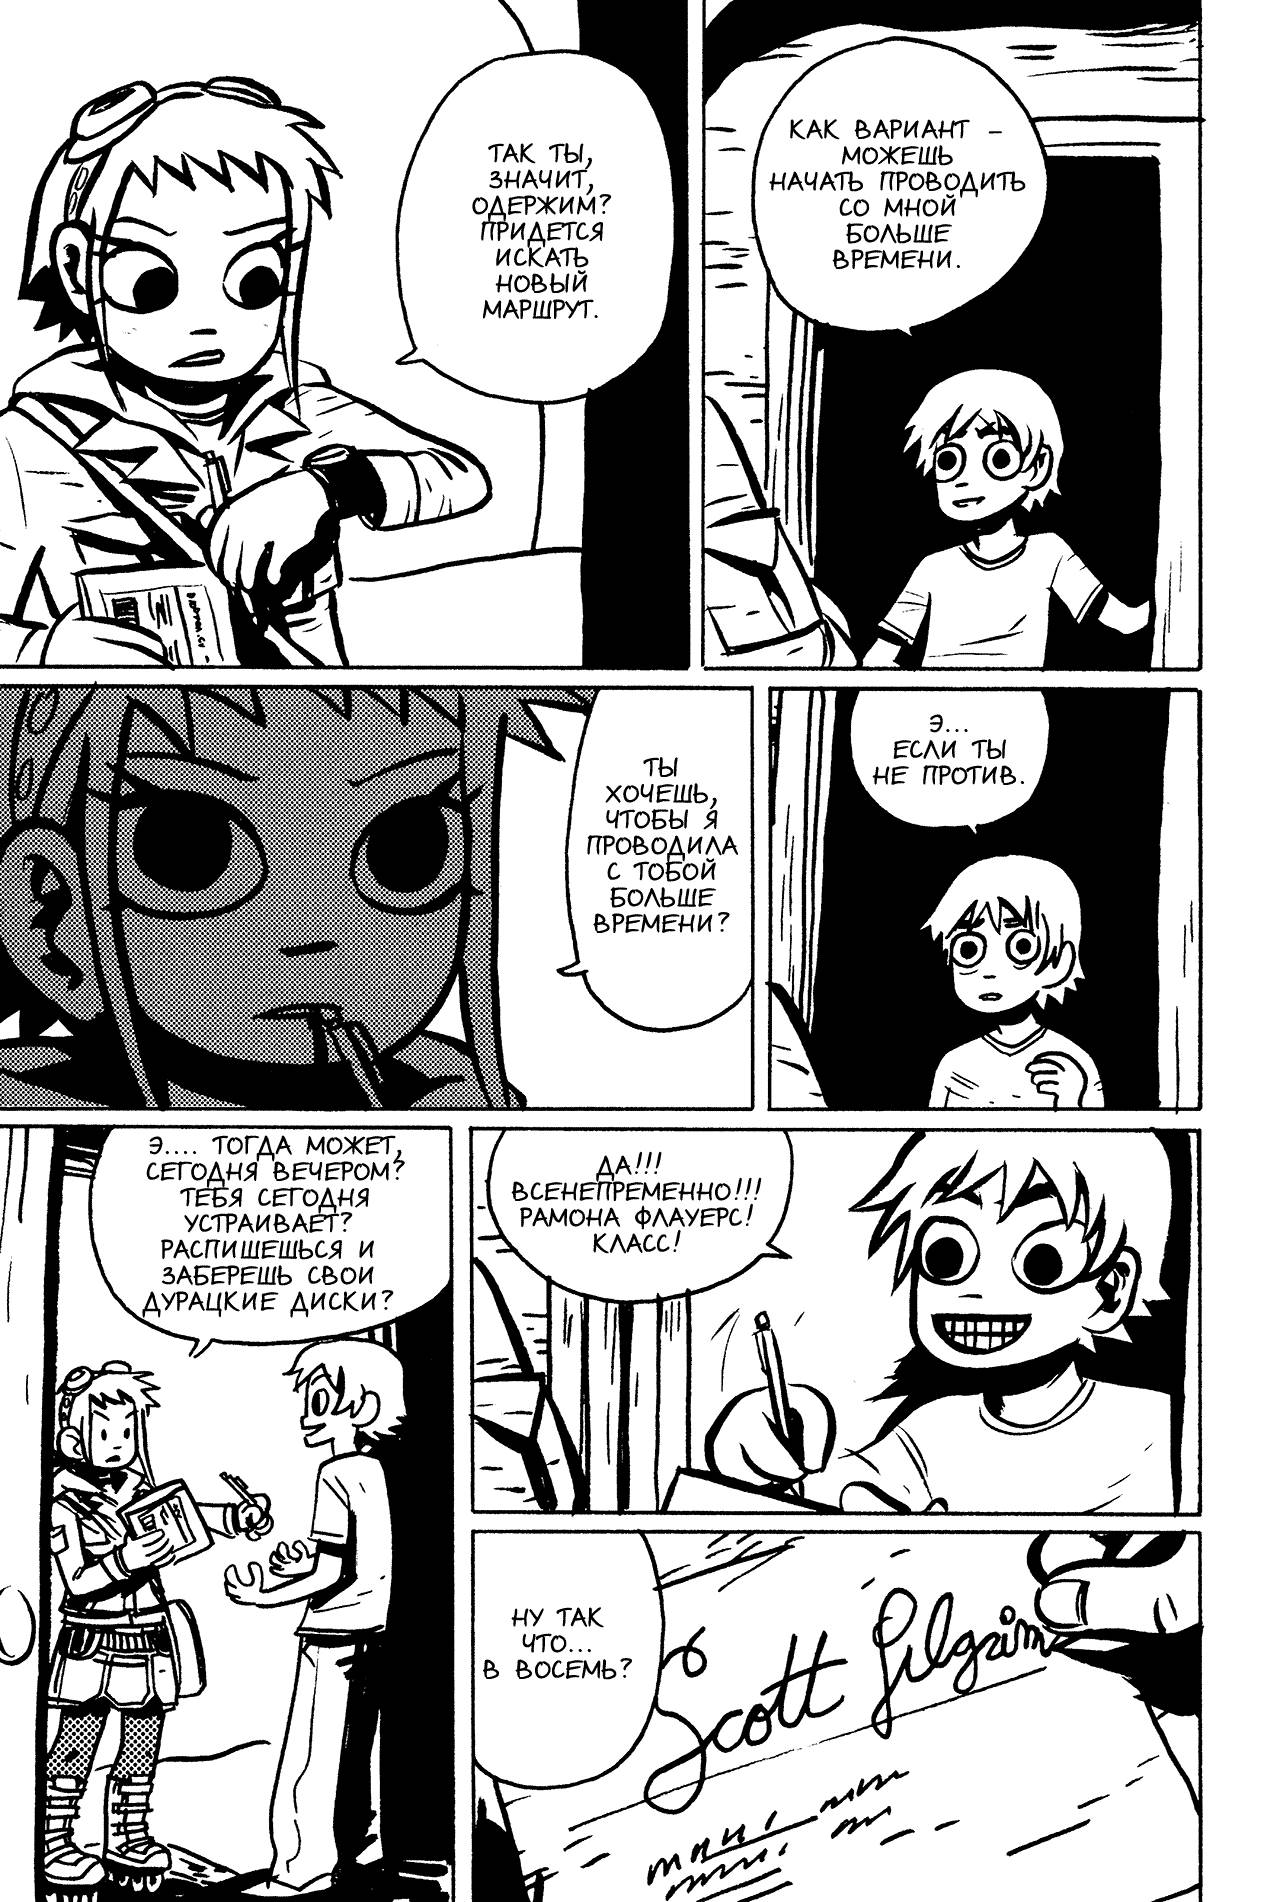 ТАК ТЫ,
ЗНАЧИТ,
ОДЕРЖИМ?
ПРИДЕТСЯ
ИСКАТЬ
НОВЫЙ
МАРШРУТ.
КАК ВАРИАНТ –
МОЖЕШЬ
НАЧАТЬ ПРОВОДИТЬ
СО МНОЙ
БОЛЬШЕ
ВРЕМЕНИ.
ТЫ
ХОЧЕШЬ,
ЧТОБЫ Я
ПРОВОДИЛА
С ТОБОЙ
БОЛЬШЕ
ВРЕМЕНИ?
Э...
ЕСЛИ ТЫ
НЕ ПРОТИВ.
Э.... ТОГДА МОЖЕТ,
СЕГОДНЯ ВЕЧЕРОМ?
ТЕБЯ СЕГОДНЯ
УСТРАИВАЕТ?
РАСПИШЕШЬСЯ И
ЗАБЕРЕШЬ СВОИ
ДУРАЦКИЕ ДИСКИ?
ДА!!!
ВСЕНЕПРЕМЕННО!!!
РАМОНА ФЛАУЕРС!
КЛАСС!
НУ ТАК
ЧТО...
В ВОСЕМЬ?
Scott Pilgrim